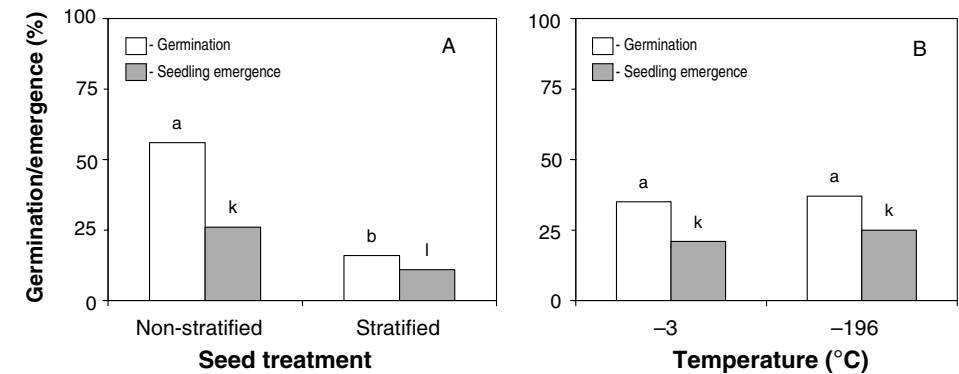 Germination/emergence (%)
100
75
50
25
0
- Germination
- Seedling emergence
A
a
k
b
l
Non-stratified Stratified
Seed treatment
100
75
50
25
0
- Germination
- Seedling emergence
B
a
k
a
k
–3 –196
Temperature (°C)